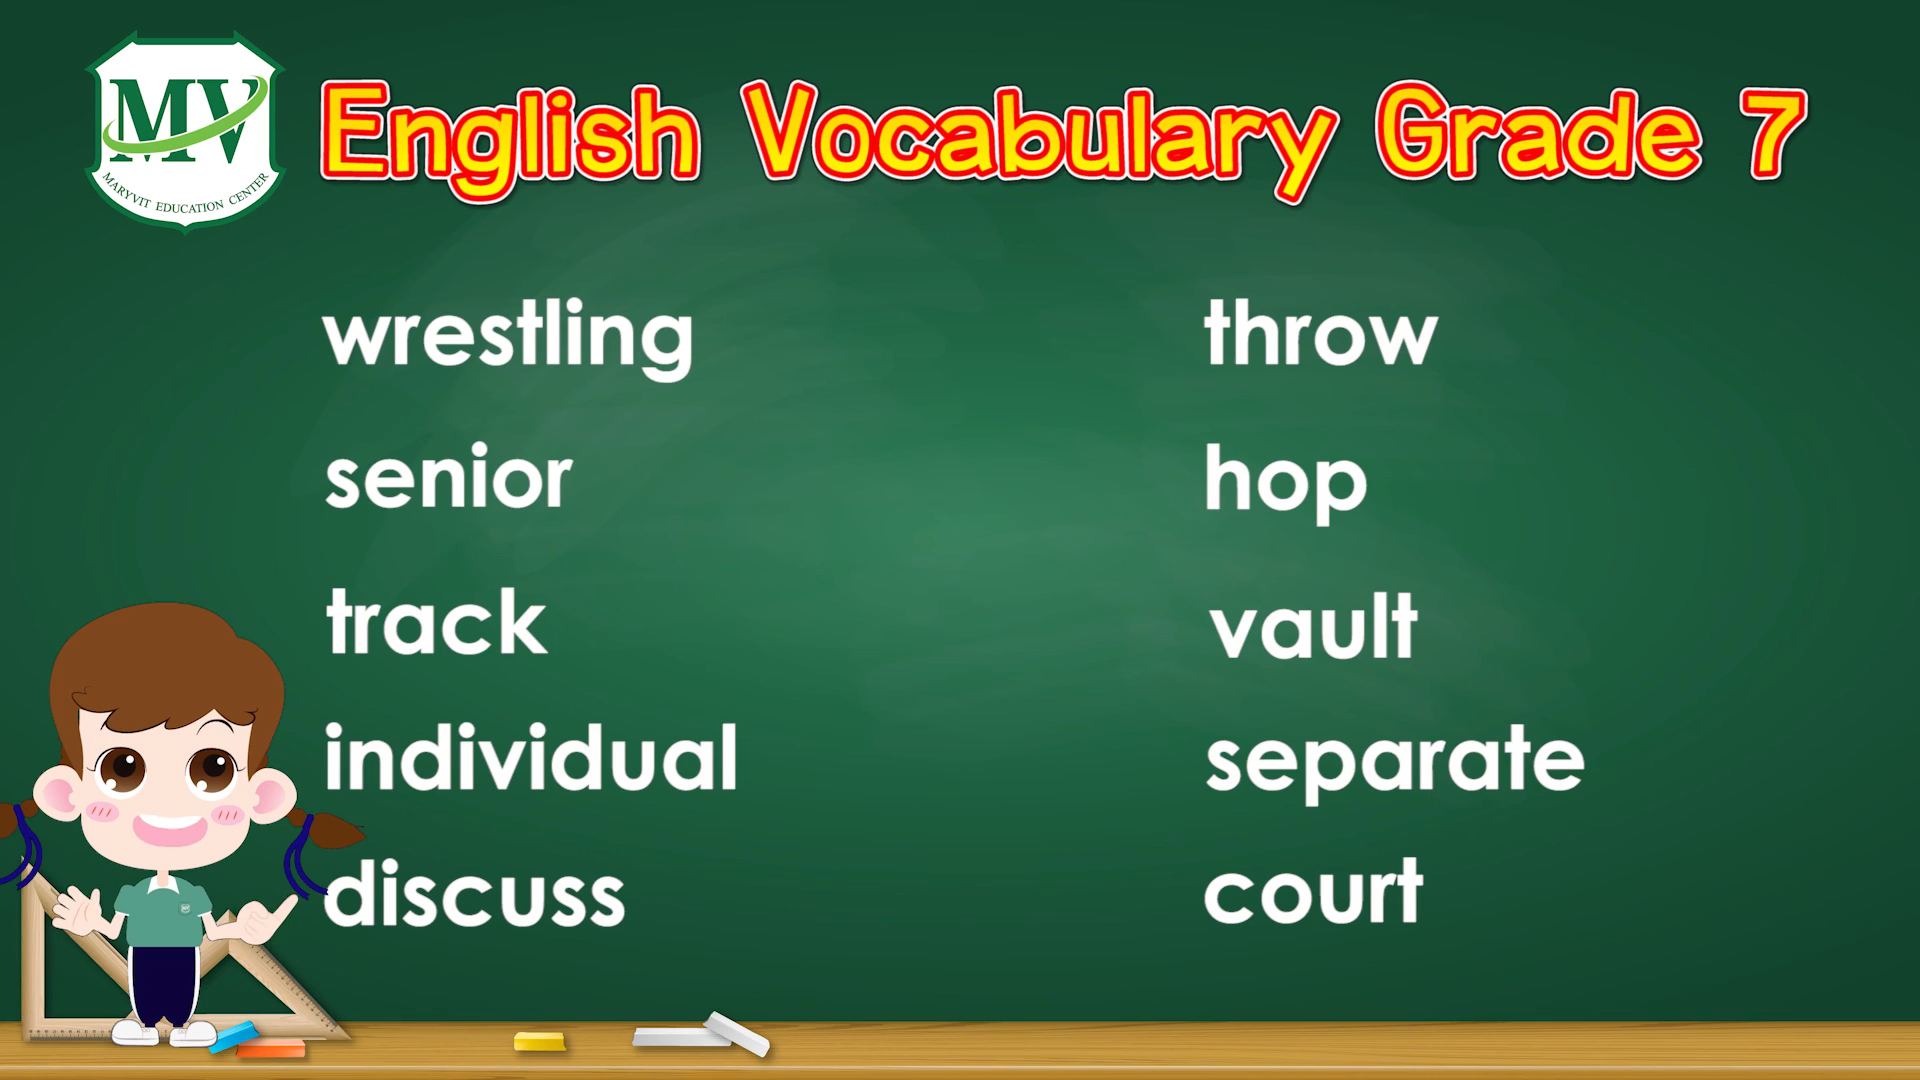 MV
MARYVIT EDUCATION CENTER
English Vocabulary Grade 7
wrestling
senior
track
individual
discuss
throw
hop
vault
separate
court